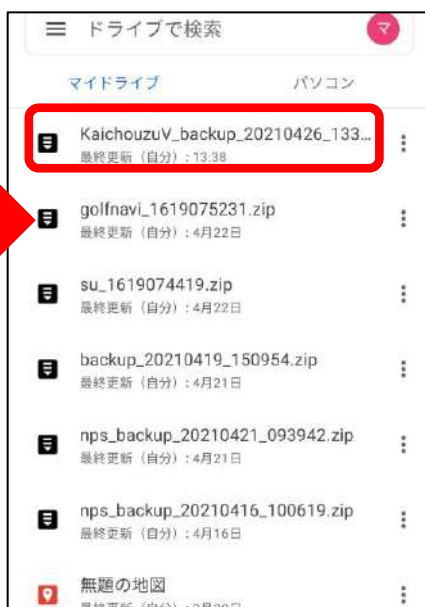 ドライブで検索
マ
マイドライブ
パソコン
KaichouzuV_backup_20210426_133...
最終更新（自分）: 13:38
golfnavi_1619075231.zip
最終更新（自分）: 4月22日
su_1619074419.zip
最終更新（自分）: 4月22日
backup_20210419_150954.zip
最終更新（自分）: 4月21日
nps_backup_20210421_093942.zip
最終更新（自分）: 4月21日
nps_backup_20210416_100619.zip
最終更新（自分）: 4月16日
無題の地図